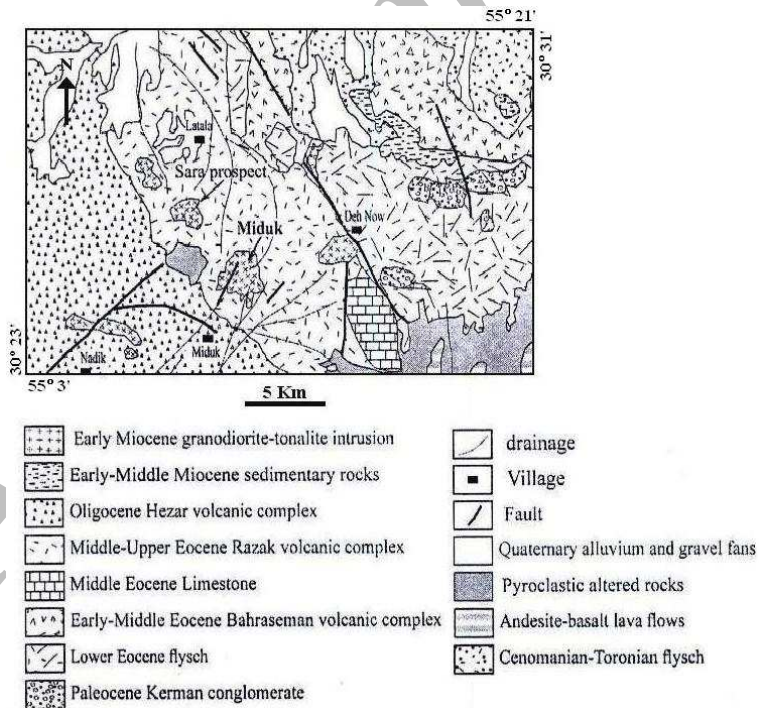 55° 21'
30° 31'
N
Latala
Sara prospect
Miduk
Deh Now
30° 23'
Nadik
Miduk
55° 3'
5 Km
Early Miocene granodiorite-tonalite intrusion
Early-Middle Miocene sedimentary rocks
Oligocene Hezar volcanic complex
Middle-Upper Eocene Razak volcanic complex
Middle Eocene Limestone
Early-Middle Eocene Bahraseman volcanic complex
Lower Eocene flysch
Paleocene Kerman conglomerate
drainage
Village
Fault
Quaternary alluvium and gravel fans
Pyroclastic altered rocks
Andesite-basalt lava flows
Cenomanian-Toronian flysch